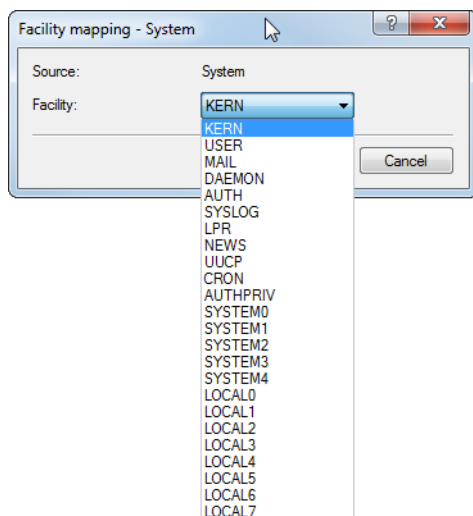 Facility mapping - System
?
Source: System
Facility: KERN
KERN
USER
MAIL
DAEMON
Cancel
AUTH
SYSLOG
LPR
NEWS
UUCP
CRON
AUTHPRIV
SYSTEM0
SYSTEM1
SYSTEM2
SYSTEM3
SYSTEM4
LOCAL0
LOCAL1
LOCAL2
LOCAL3
LOCAL4
LOCAL5
LOCAL6
LOCAL7